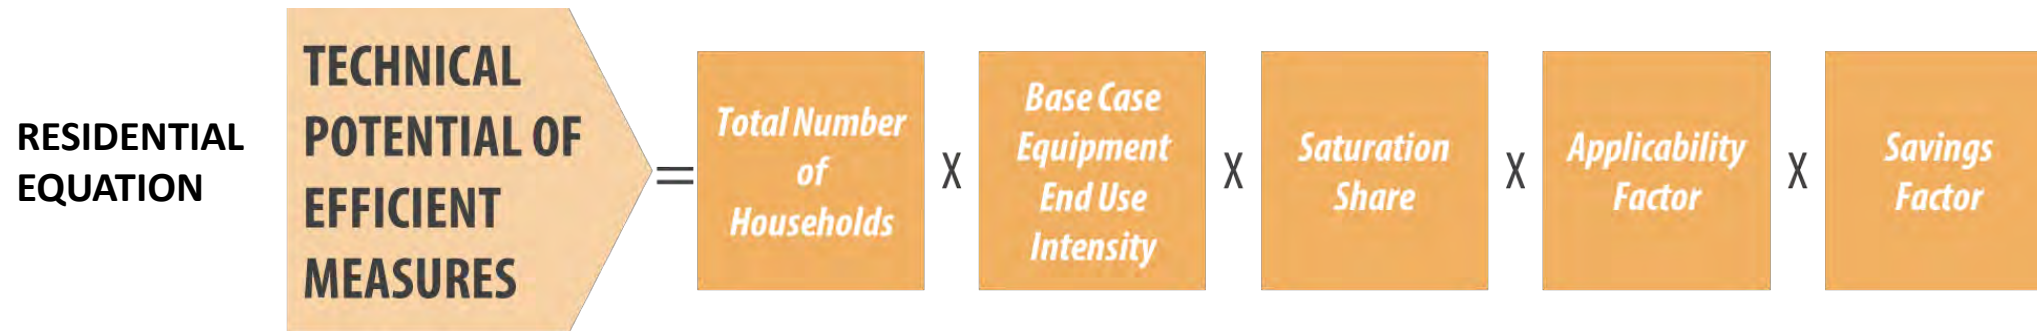 RESIDENTIAL
EQUATION
TECHNICAL
POTENTIAL OF
EFFICIENT
MEASURES
=
Total Number
of
Households
X
Base Case
Equipment
End Use
Intensity
X
Saturation
Share
X
Applicability
Factor
X
Savings
Factor